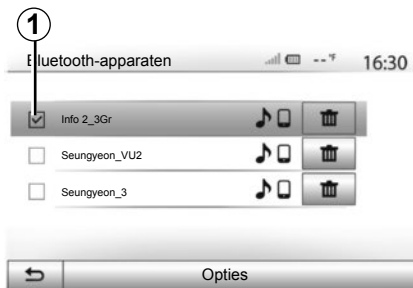 1
Bluetooth-apparaten -- °F 16:30
Info 2_3Gr
Seungyeon_VU2
Seungyeon_3
Opties